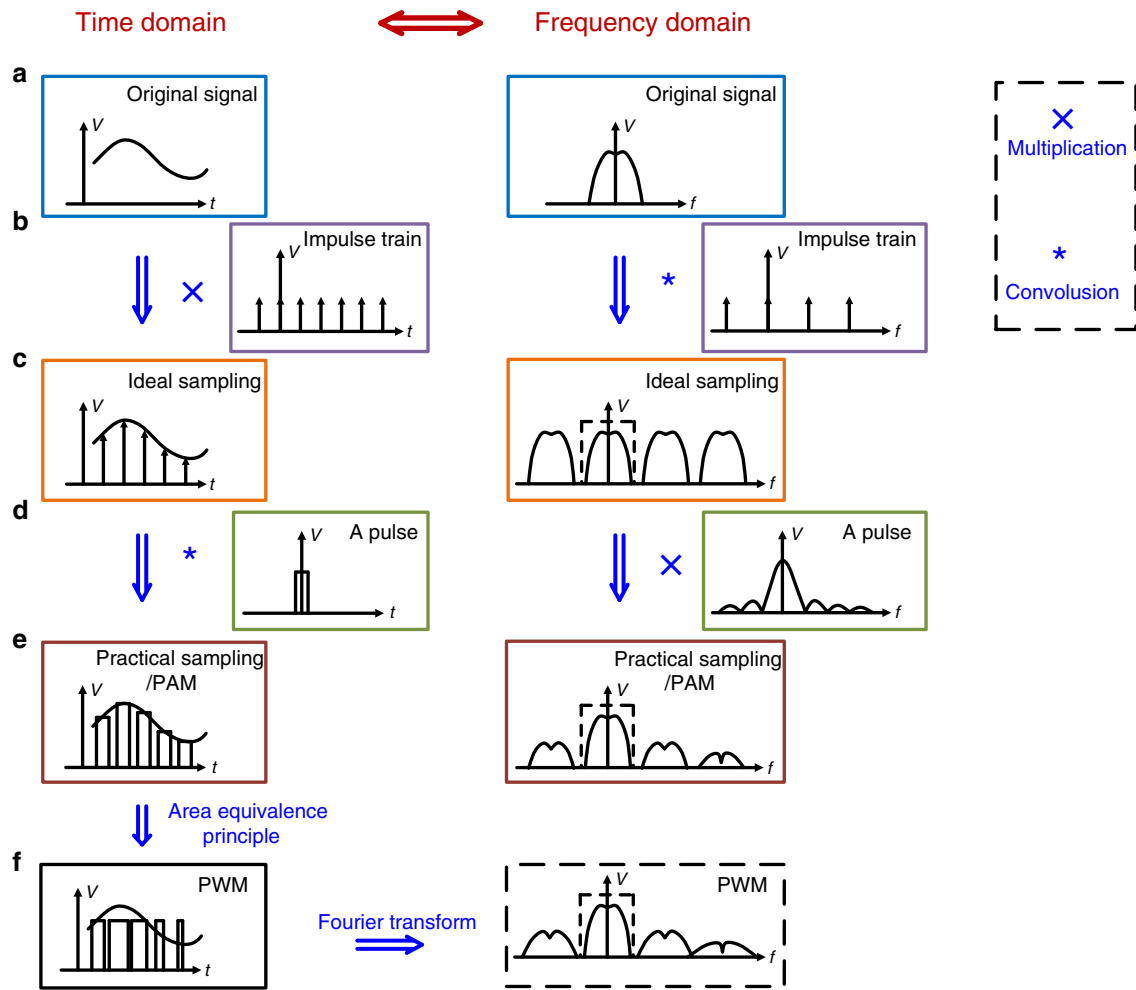 Time domain
Frequency domain
a
Original signal
V
t
Original signal
V
f
×
Multiplication
*
Convolusion
b
×
Impulse train
V
t
*
Impulse train
V
f
c
Ideal sampling
V
t
Ideal sampling
V
f
d
*
A pulse
V
t
×
A pulse
V
f
e
Practical sampling
/PAM
V
t
Practical sampling
/PAM
V
f
Area equivalence
principle
f
PWM
V
t
Fourier transform
PWM
V
f